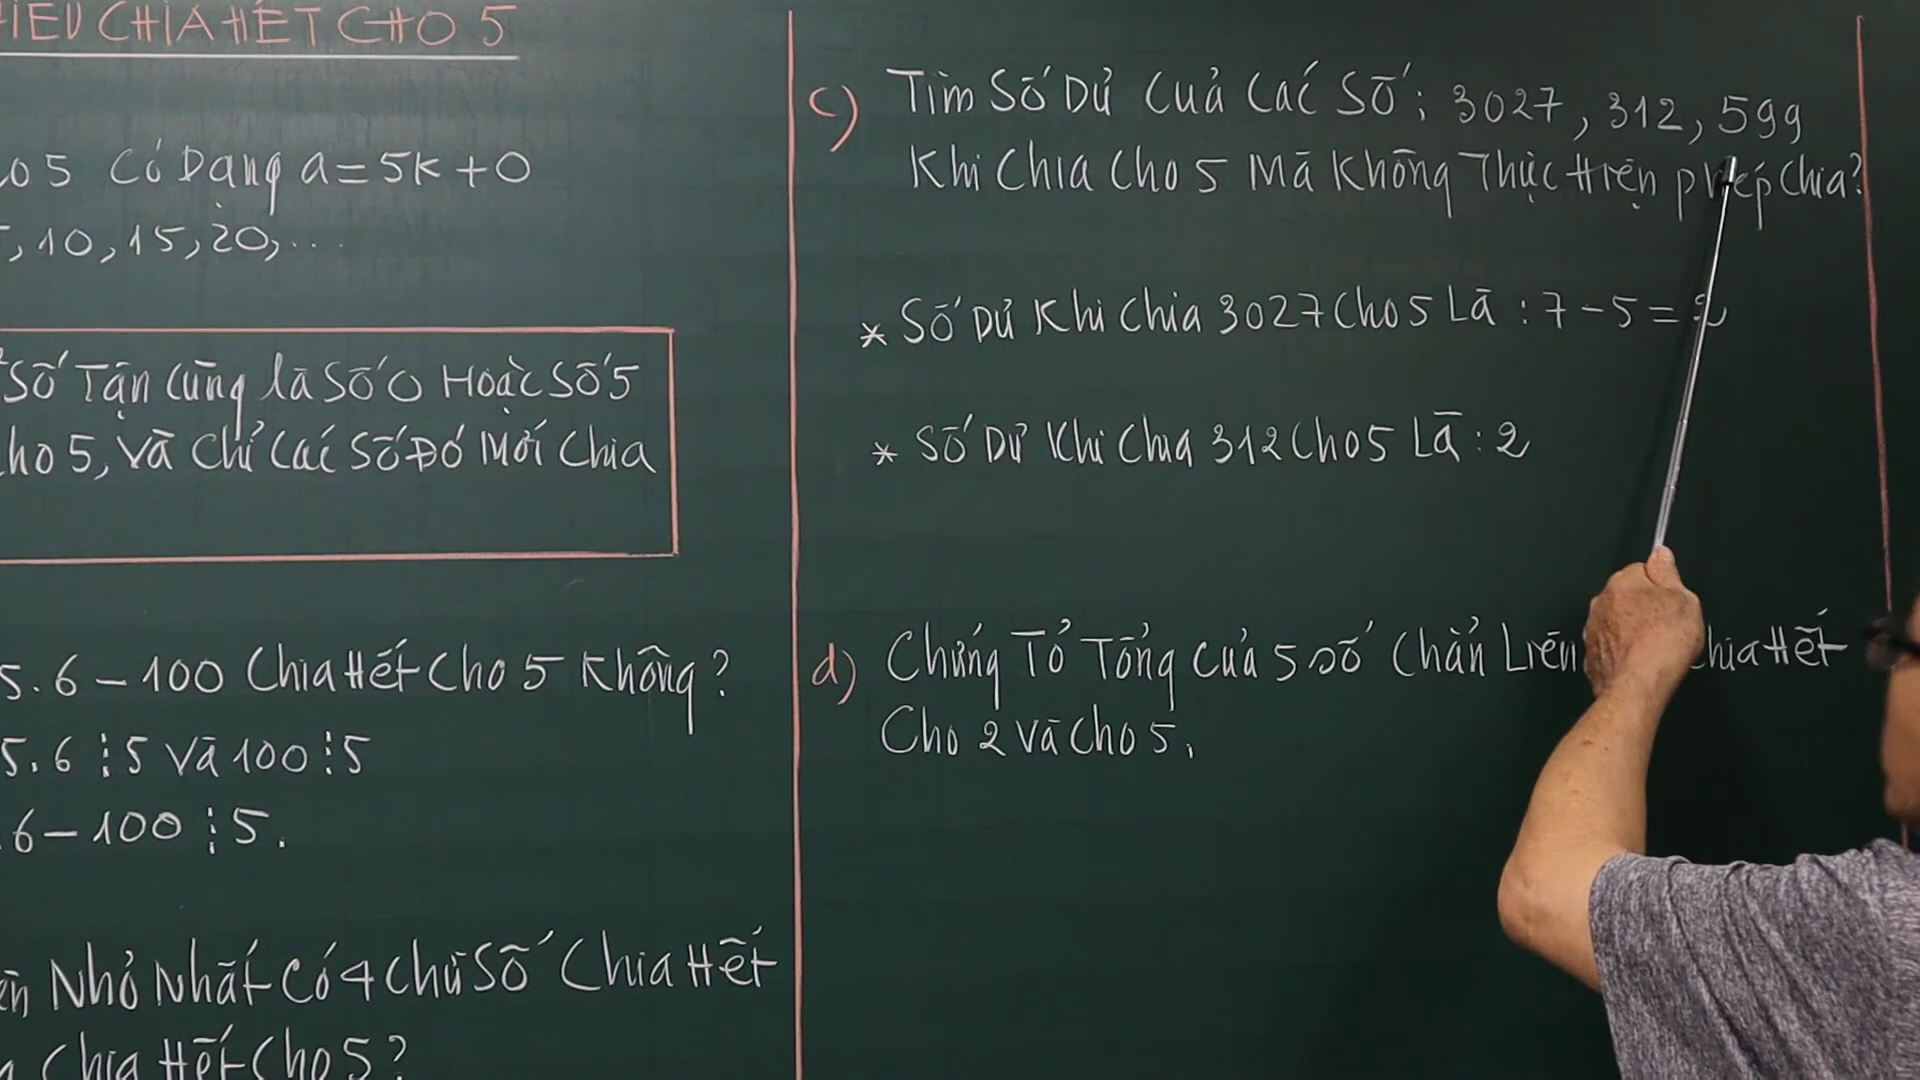 HIỆU CHIA HẾT CHO 5
Cho 5 Có Dạng a = 5K + 0
5, 10, 15, 20, ...
Số Tận Cùng là Số 0 Hoặc Số 5
Cho 5, Và Chỉ Các Số Đó Mới Chia
5.6 – 100 Chia Hết Cho 5 Không?
5.6 ⋮ 5 Và 100 ⋮ 5
.6 – 100 ⋮ 5.
Nhỏ Nhất Có 4 Chữ Số Chia Hết
Chia Hết Cho 5?
c) Tìm Số Dư Của Các Số: 3027, 312, 599
Khi Chia Cho 5 Mà Không Thực Hiện phép Chia?
* Số Dư Khi Chia 3027 Cho 5 Là : 7 – 5 = 2
* Số Dư Khi Chia 312 Cho 5 Là : 2
d) Chứng Tỏ Tổng Của 5 số Chẵn Liên Chia Hết
Cho 2 Và Cho 5.